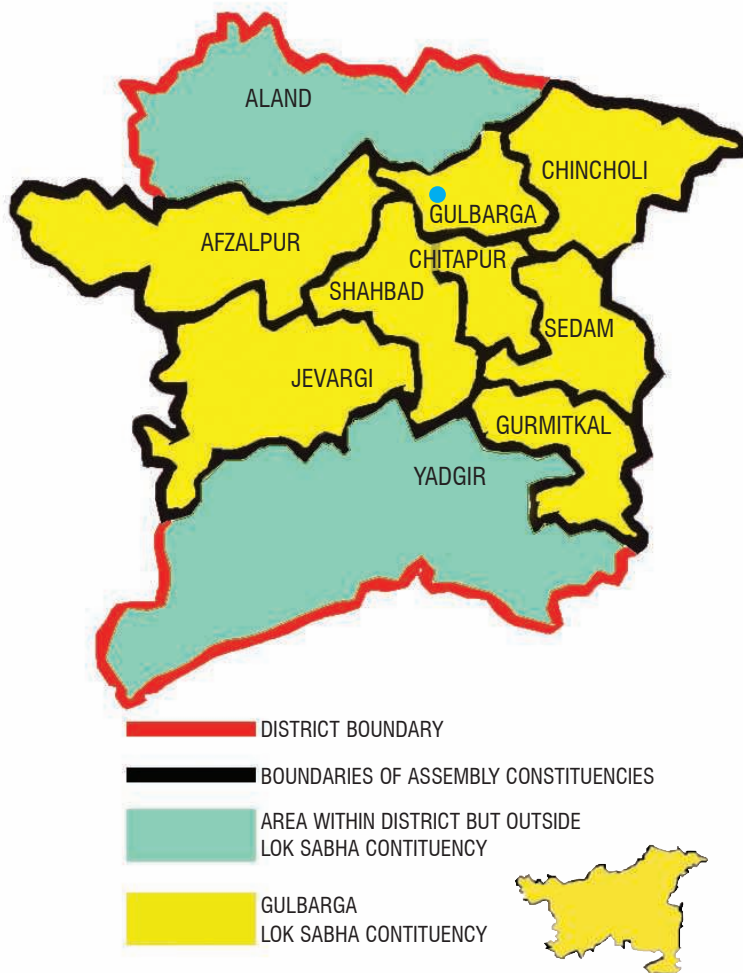 ALAND
CHINCHOLI
GULBARGA
AFZALPUR
CHITAPUR
SHAHBAD
SEDAM
JEVARGI
GURMITKAL
YADGIR
DISTRICT BOUNDARY
BOUNDARIES OF ASSEMBLY CONSTITUENCIES
AREA WITHIN DISTRICT BUT OUTSIDE
LOK SABHA CONTITUENCY
GULBARGA
LOK SABHA CONTITUENCY